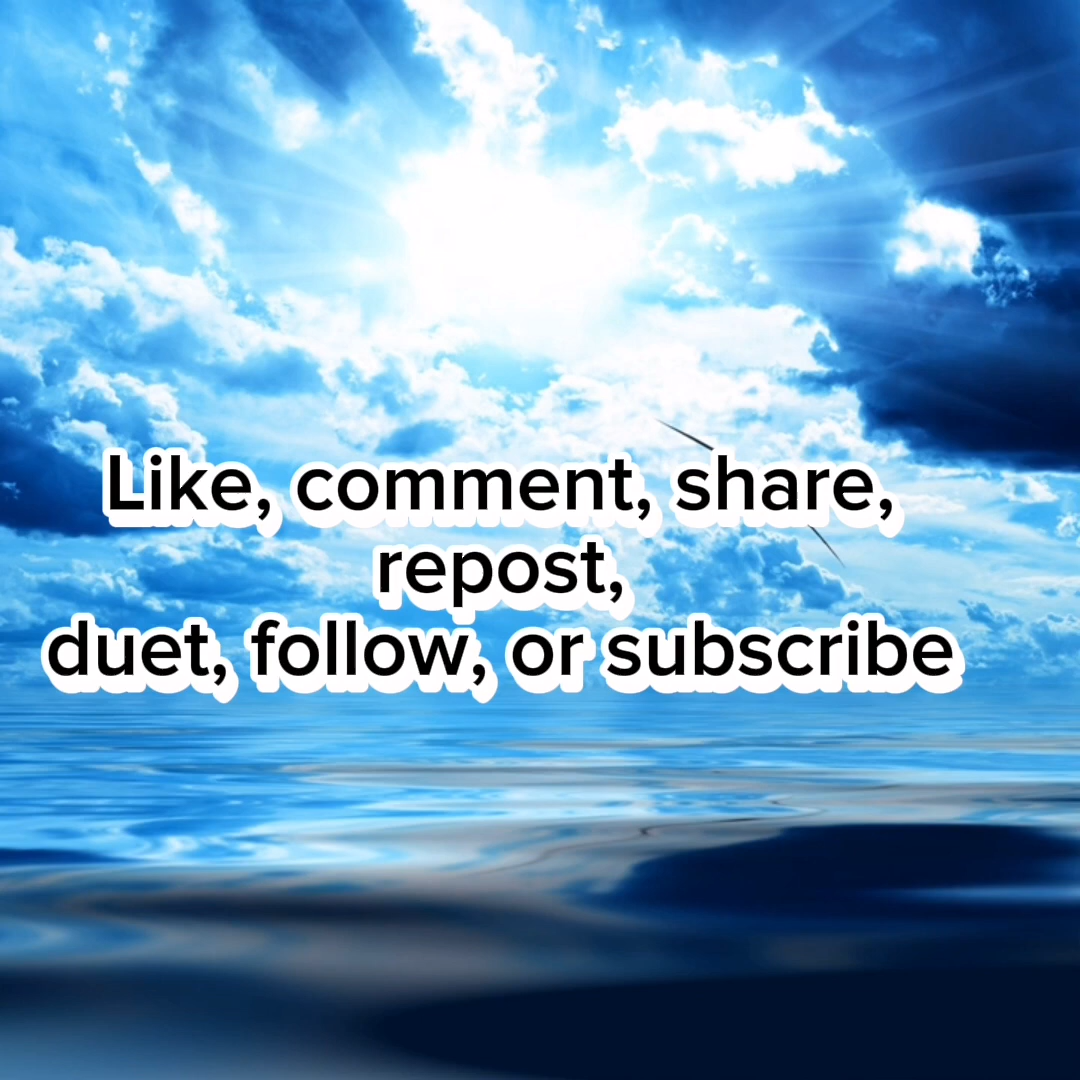 Like, comment, share,
repost,
duet, follow, or subscribe